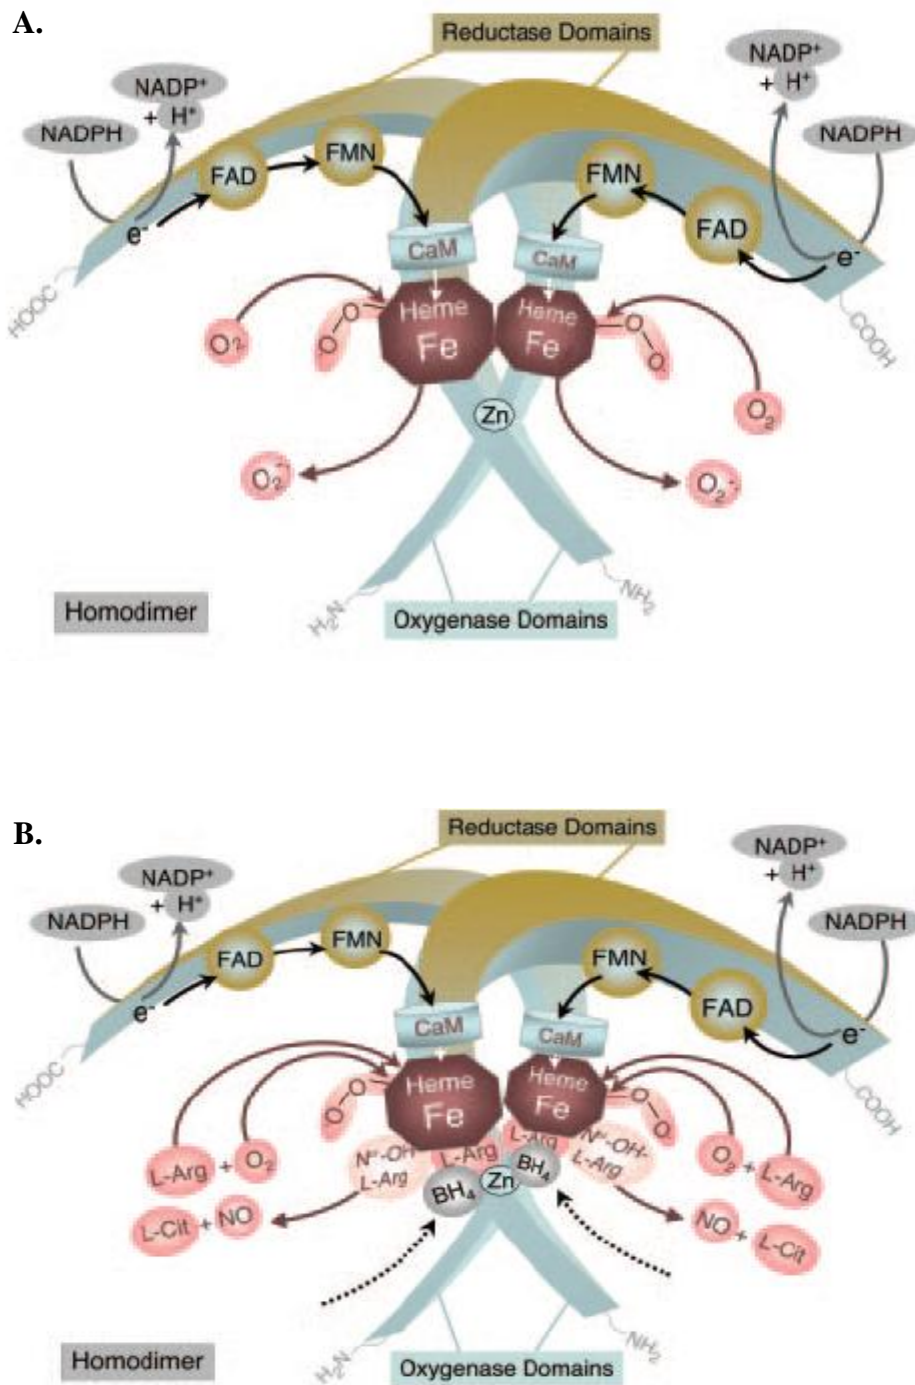 A.
Reductase Domains
NADP⁺
+ H⁺
NADPH
FAD
FMN
e⁻
HOOC
NADP⁺
+ H⁺
NADPH
FMN
FAD
e⁻
COOH
CaM
CaM
Heme
Fe
Heme
Fe
O₂
O-O
O-O
O₂
Zn
O₂⁻·
O₂⁻·
H₂N
NH₂
Homodimer
Oxygenase Domains
B.
Reductase Domains
NADP⁺
+ H⁺
NADPH
FAD
FMN
e⁻
HOOC
NADP⁺
+ H⁺
NADPH
FMN
FAD
e⁻
COOH
CaM
CaM
Heme
Fe
Heme
Fe
O-O
O-O
L-Arg + O₂
O₂ + L-Arg
Nᵂ-OH-
L-Arg
L-Arg
L-Arg
Nᵂ-OH-
L-Arg
BH₄
Zn
BH₄
L-Cit + NO
NO + L-Cit
H₂N
NH₂
Homodimer
Oxygenase Domains